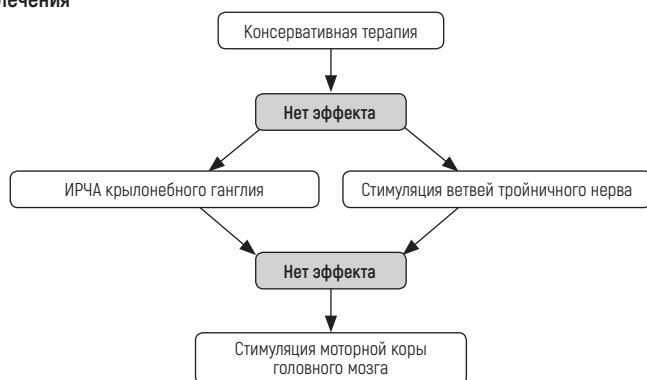 лечения
Консервативная терапия
Нет эффекта
ИРЧА крылонебного ганглия
Стимуляция ветвей тройничного нерва
Нет эффекта
Стимуляция моторной коры
головного мозга